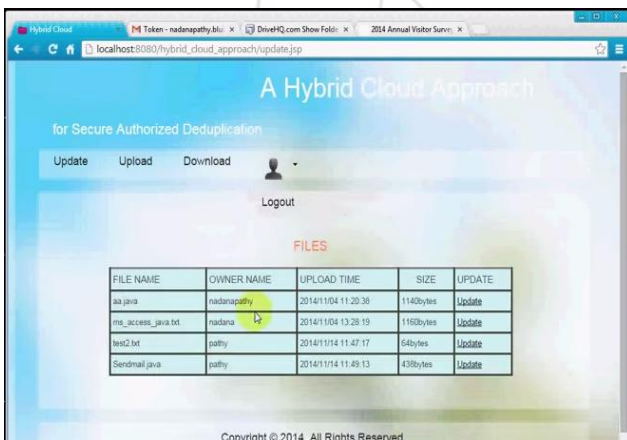 Hybrid Cloud
Token - nadanapathy.blu
DriveHQ.com Show Folde
2014 Annual Visitor Survey
localhost:8080/hybrid_cloud_approach/update.jsp
A Hybrid Cloud Approach
for Secure Authorized Deduplication
Update Upload Download
Logout
FILES
FILE NAME OWNER NAME UPLOAD TIME SIZE UPDATE
aa.java nadanapathy 2014/11/04 11:20:38 1140bytes Update
ms_access_java.txt nadana 2014/11/04 13:28:19 1160bytes Update
test2.txt pathy 2014/11/14 11:47:17 64bytes Update
Sendmail.java pathy 2014/11/14 11:49:13 438bytes Update
Copyright © 2014. All Rights Reserved